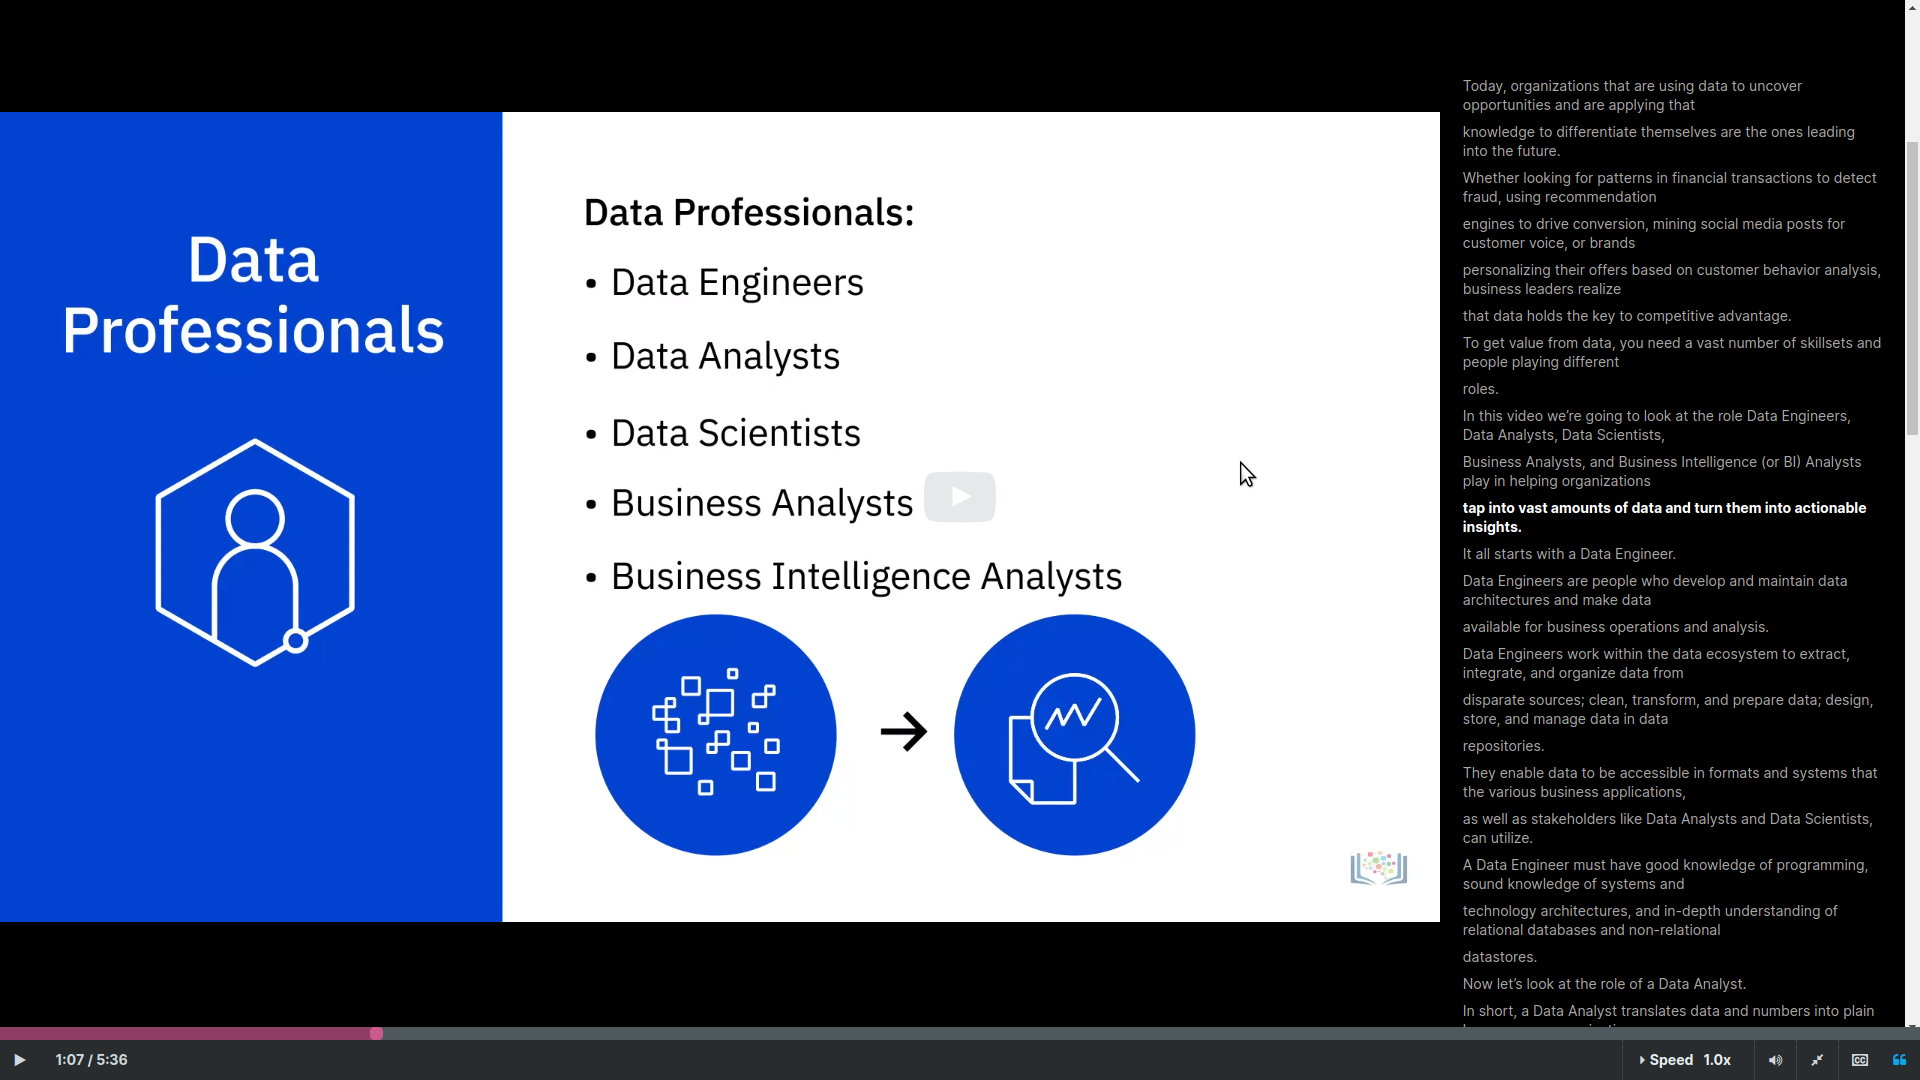 Data
Professionals
Data Professionals:
• Data Engineers
• Data Analysts
• Data Scientists
• Business Analysts
• Business Intelligence Analysts
Today, organizations that are using data to uncover
opportunities and are applying that
knowledge to differentiate themselves are the ones leading
into the future.
Whether looking for patterns in financial transactions to detect
fraud, using recommendation
engines to drive conversion, mining social media posts for
customer voice, or brands
personalizing their offers based on customer behavior analysis,
business leaders realize
that data holds the key to competitive advantage.
To get value from data, you need a vast number of skillsets and
people playing different
roles.
In this video we’re going to look at the role Data Engineers,
Data Analysts, Data Scientists,
Business Analysts, and Business Intelligence (or BI) Analysts
play in helping organizations
tap into vast amounts of data and turn them into actionable
insights.
It all starts with a Data Engineer.
Data Engineers are people who develop and maintain data
architectures and make data
available for business operations and analysis.
Data Engineers work within the data ecosystem to extract,
integrate, and organize data from
disparate sources; clean, transform, and prepare data; design,
store, and manage data in data
repositories.
They enable data to be accessible in formats and systems that
the various business applications,
as well as stakeholders like Data Analysts and Data Scientists,
can utilize.
A Data Engineer must have good knowledge of programming,
sound knowledge of systems and
technology architectures, and in-depth understanding of
relational databases and non-relational
datastores.
Now let’s look at the role of a Data Analyst.
In short, a Data Analyst translates data and numbers into plain
1:07 / 5:36
Speed 1.0x
CC